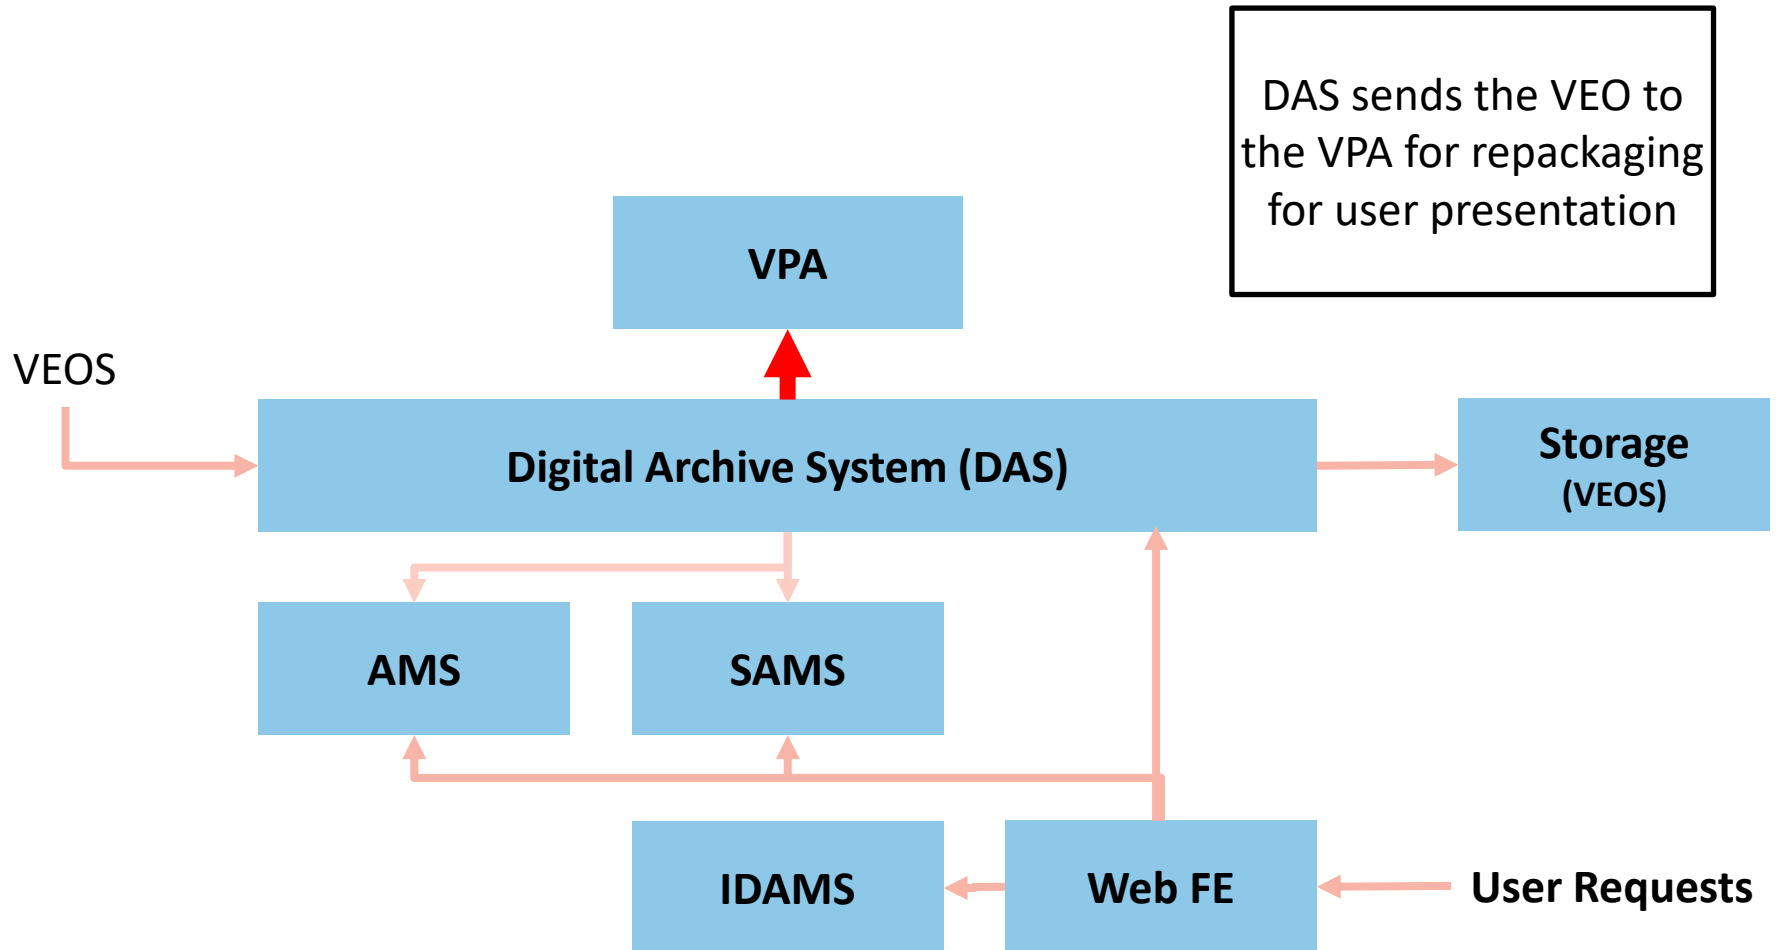 DAS sends the VEO to
the VPA for repackaging
for user presentation
VPA
VEOS
Digital Archive System (DAS)
Storage
(VEOS)
AMS
SAMS
IDAMS
Web FE
User Requests